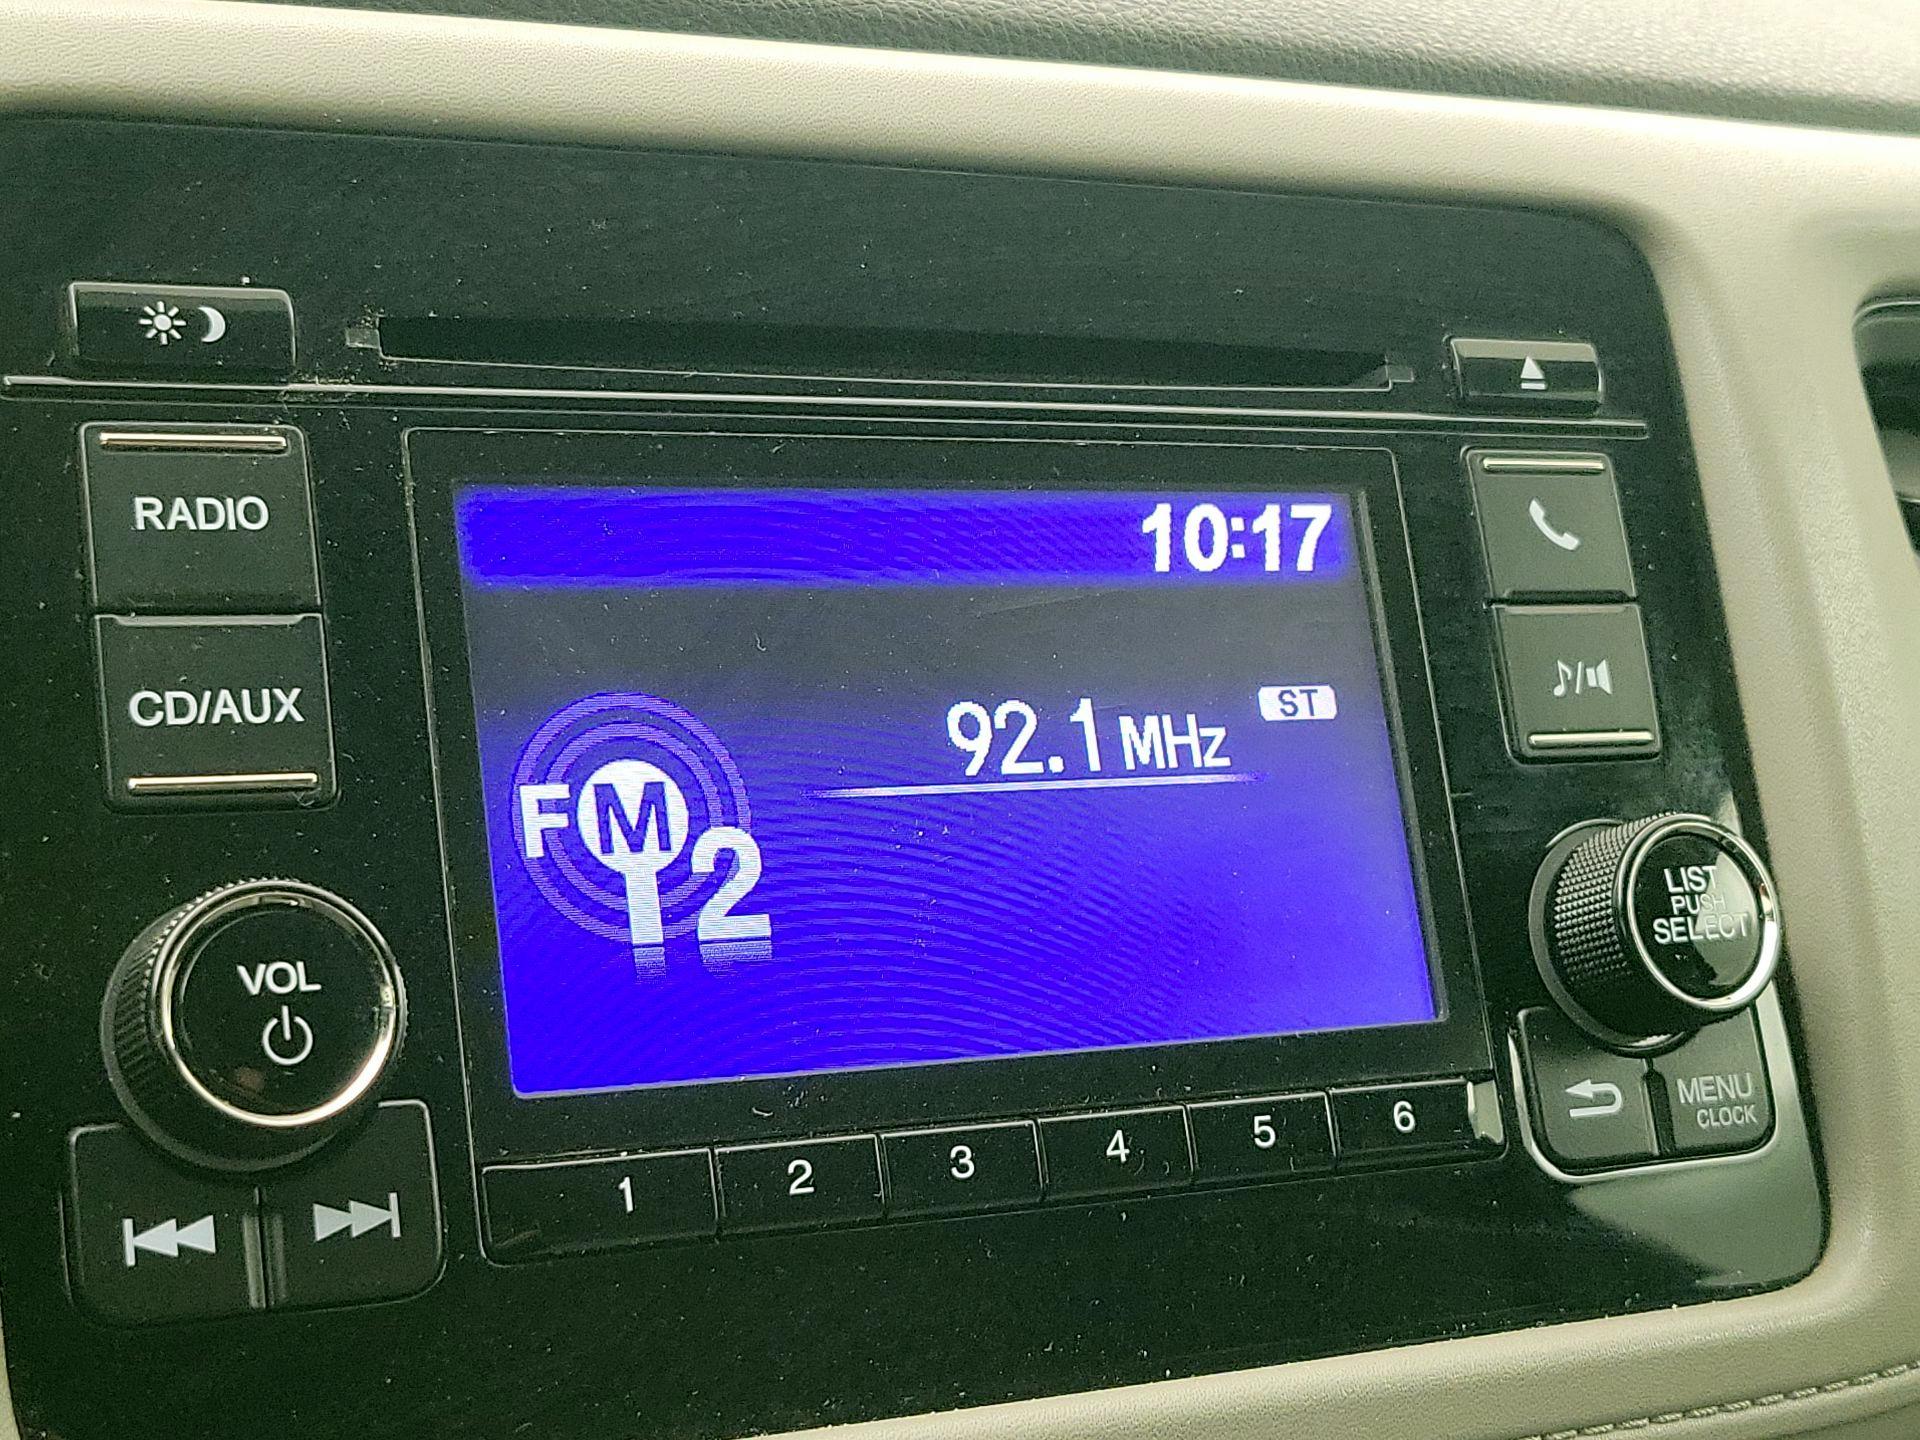 RADIO
CD/AUX
VOL
10:17
92.1 MHz
ST
FM
2
LIST
PUSH
SELECT
MENU
CLOCK
1 2 3 4 5 6